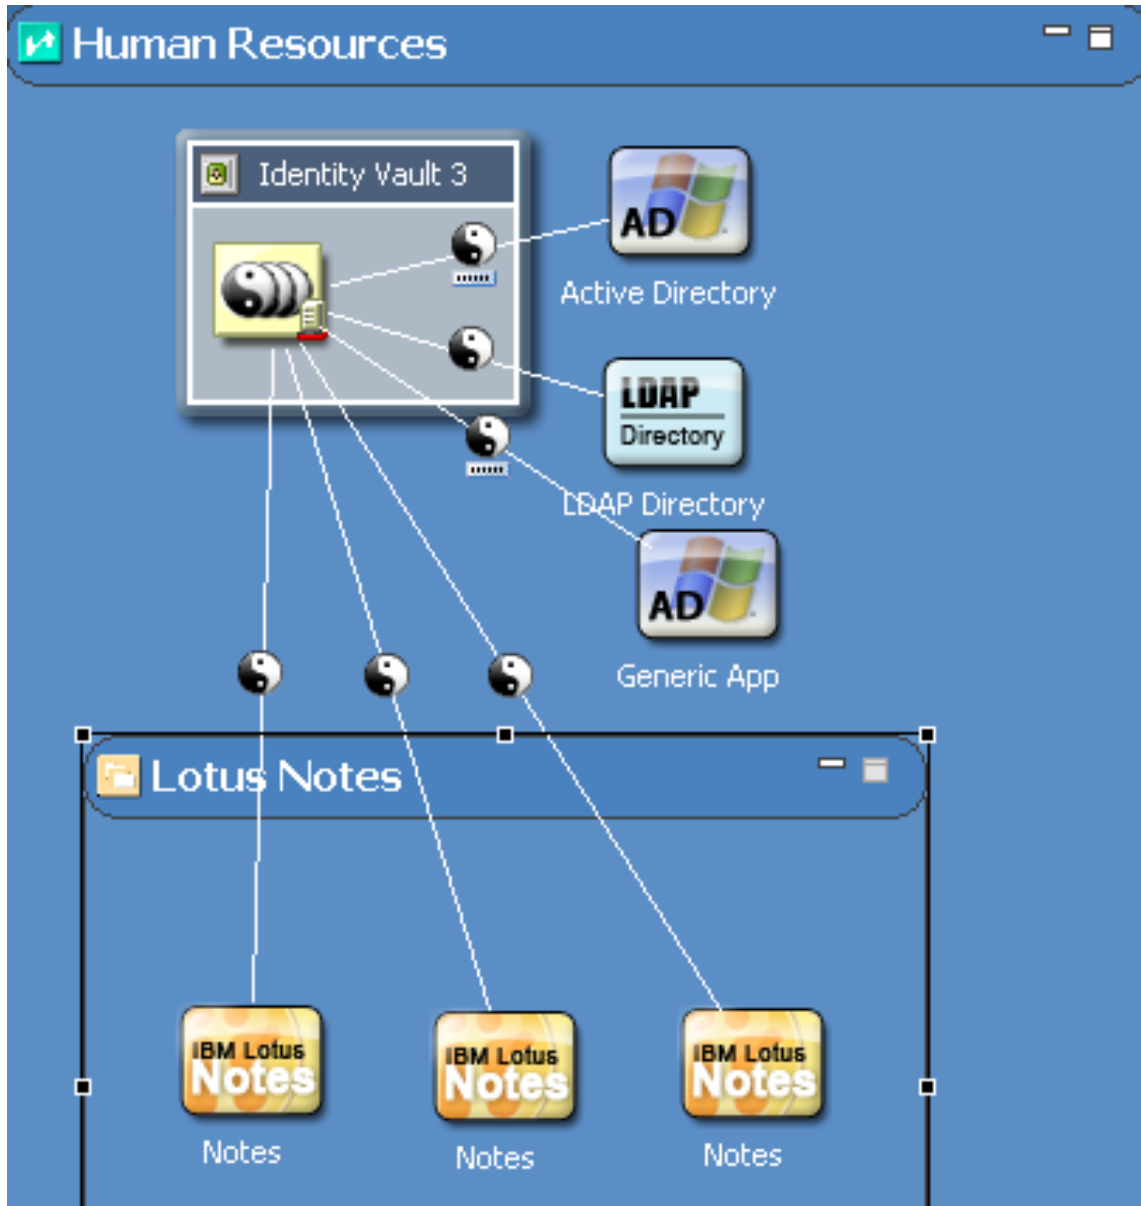 Human Resources
Identity Vault 3
AD
Active Directory
LDAP
Directory
LDAP Directory
AD
Generic App
Lotus Notes
IBM Lotus
Notes
Notes
IBM Lotus
Notes
Notes
IBM Lotus
Notes
Notes